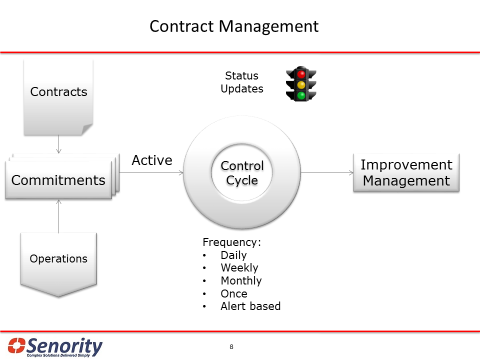 Contract Management
Status
Updates
Contracts
Active
Control
Cycle
Improvement
Management
Commitments
Operations
Frequency:
• Daily
• Weekly
• Monthly
• Once
• Alert based
Senority
Complex Solutions Delivered Simply
8